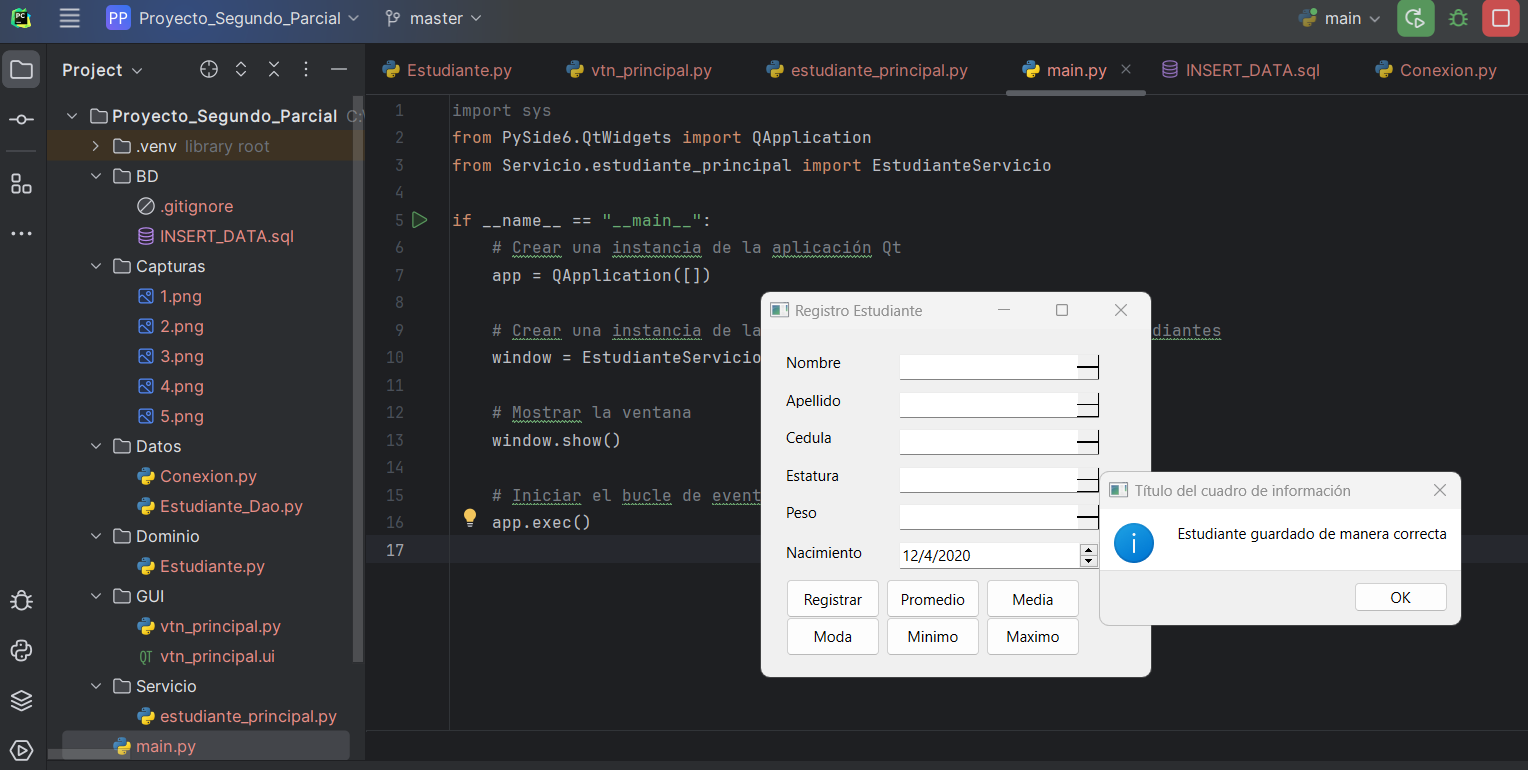 PC
PP Proyecto_Segundo_Parcial master main
Project
Estudiante.py vtn_principal.py estudiante_principal.py main.py INSERT_DATA.sql Conexion.py
Proyecto_Segundo_Parcial
.venv library root
BD
.gitignore
INSERT_DATA.sql
Capturas
1.png
2.png
3.png
4.png
5.png
Datos
Conexion.py
Estudiante_Dao.py
Dominio
Estudiante.py
GUI
vtn_principal.py
QT vtn_principal.ui
Servicio
estudiante_principal.py
main.py
1 import sys
2 from PySide6.QtWidgets import QApplication
3 from Servicio.estudiante_principal import EstudianteServicio
4
5 if __name__ == "__main__":
6 # Crear una instancia de la aplicación Qt
7 app = QApplication([])
8
9 # Crear una instancia de la diantes
10 window = EstudianteServicio
11
12 # Mostrar la ventana
13 window.show()
14
15 # Iniciar el bucle de event
16 app.exec()
17
Registro Estudiante
Nombre
Apellido
Cedula
Estatura
Peso
Nacimiento 12/4/2020
Registrar Promedio Media
Moda Minimo Maximo
Título del cuadro de información
Estudiante guardado de manera correcta
OK